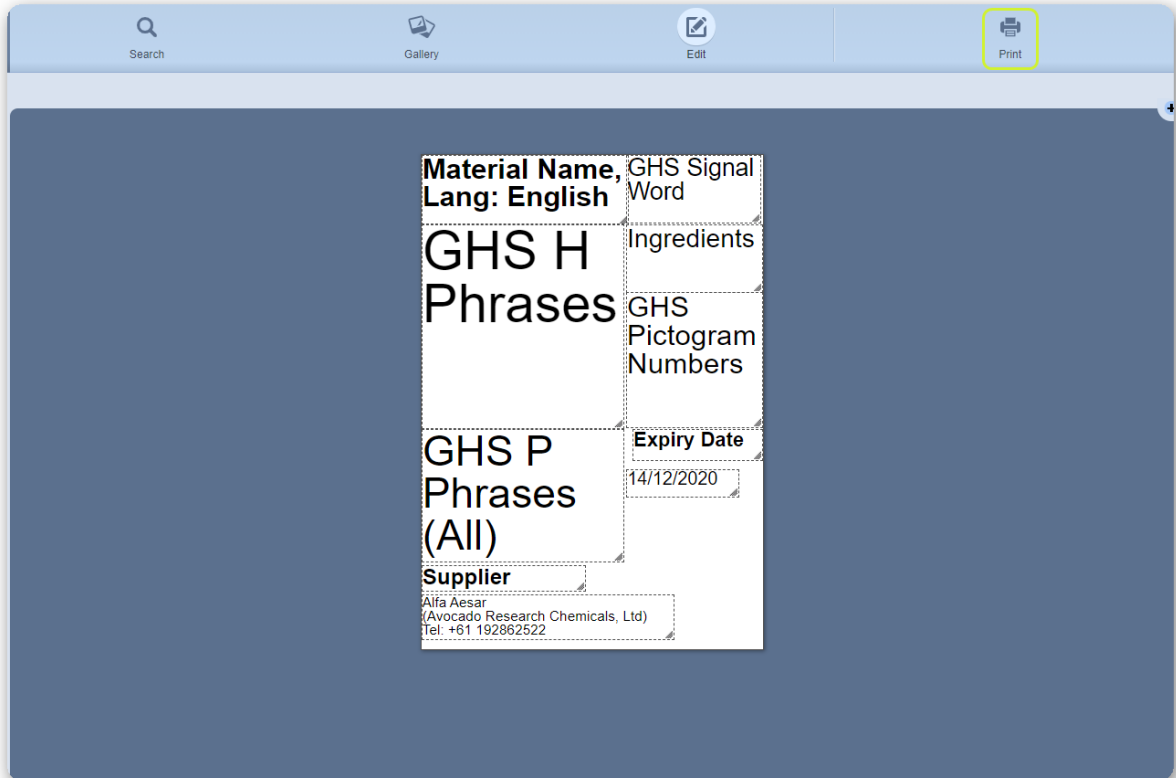 Search
Gallery
Edit
Print
Material Name,
Lang: English
GHS Signal
Word
GHS H
Phrases
Ingredients
GHS
Pictogram
Numbers
GHS P
Phrases
(All)
Expiry Date
14/12/2020
Supplier
Alfa Aesar
(Avocado Research Chemicals, Ltd)
Tel: +61 192862522